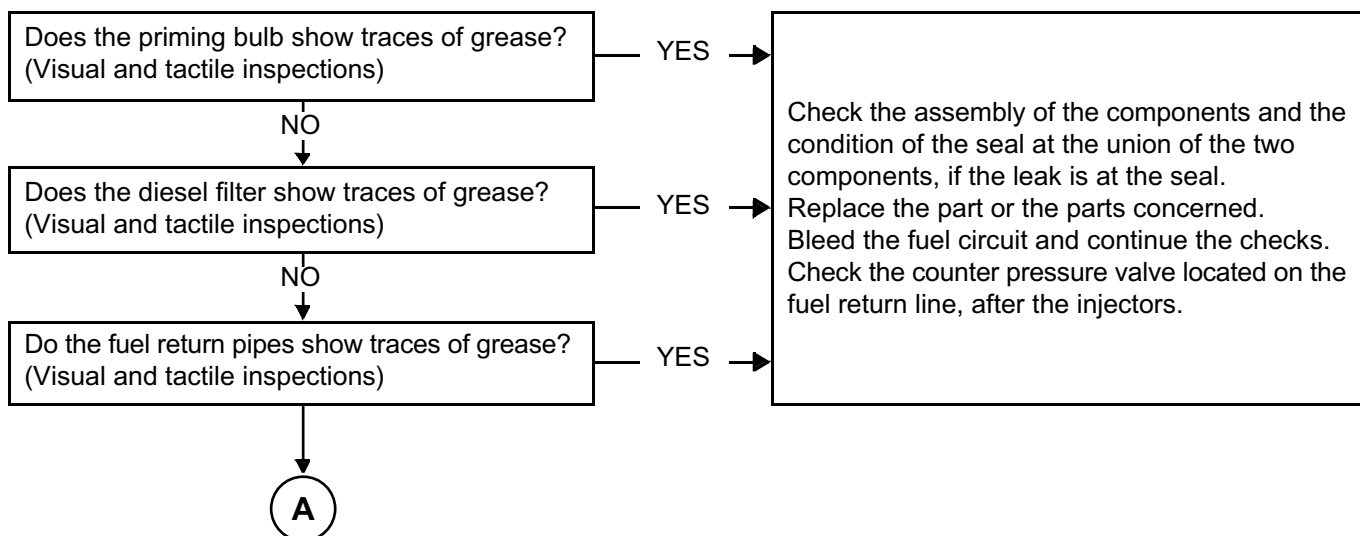 Does the priming bulb show traces of grease?
(Visual and tactile inspections)
YES
NO
Does the diesel filter show traces of grease?
(Visual and tactile inspections)
YES
NO
Do the fuel return pipes show traces of grease?
(Visual and tactile inspections)
YES
Check the assembly of the components and the
condition of the seal at the union of the two
components, if the leak is at the seal.
Replace the part or the parts concerned.
Bleed the fuel circuit and continue the checks.
Check the counter pressure valve located on the
fuel return line, after the injectors.
A